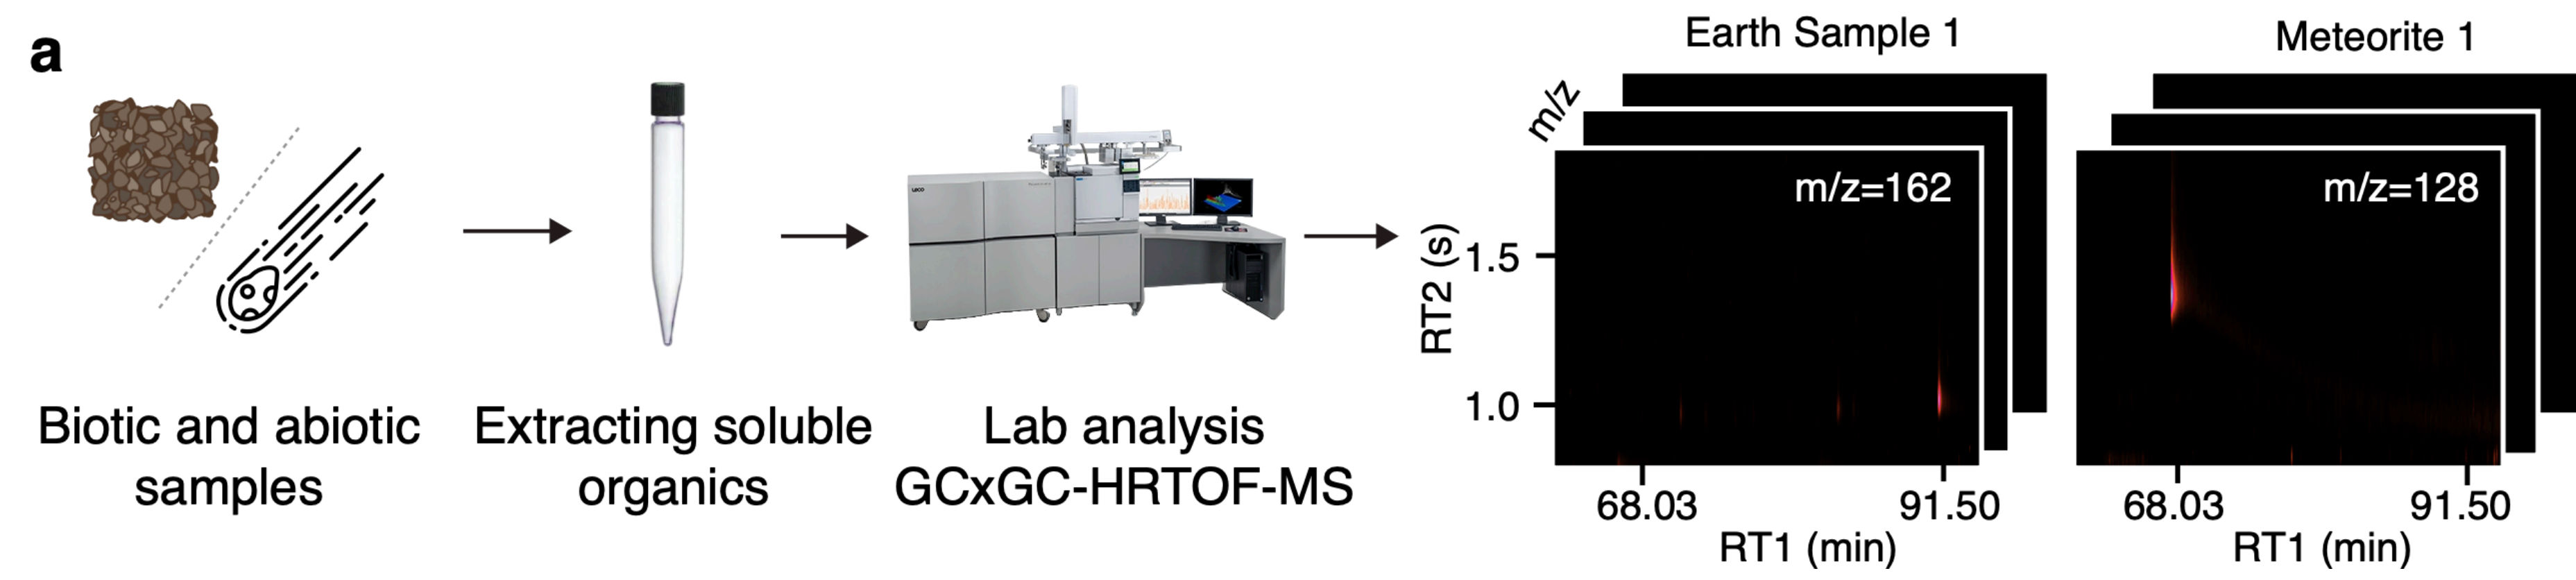 a
Biotic and abiotic
samples
Extracting soluble
organics
LECO
Lab analysis
GCxGC-HRTOF-MS
Earth Sample 1
m/z
m/z=162
RT2 (s)
1.5
1.0
68.03
91.50
RT1 (min)
Meteorite 1
m/z=128
68.03
91.50
RT1 (min)